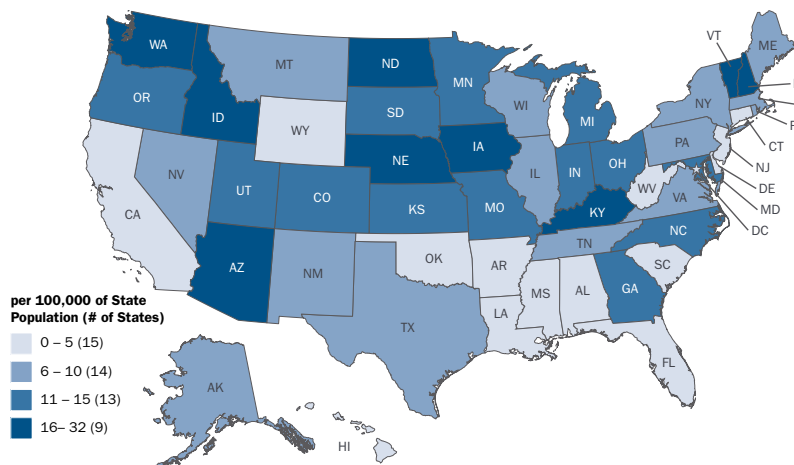 VT
WA
ME
ND
MT
MN
OR
NY
WI
ID
SD
MI
WY
CT
PA
IA
NJ
NE
OH
NV
IN
IL
DE
UT
WV
CO
VA
MD
KS
MO
KY
CA
DC
NC
TN
OK
AZ
NM
AR
SC
MS
AL
GA
per 100,000 of State
Population (# of States)
LA
TX
0 – 5 (15)
FL
6 – 10 (14)
AK
11 – 15 (13)
16– 32 (9)
HI